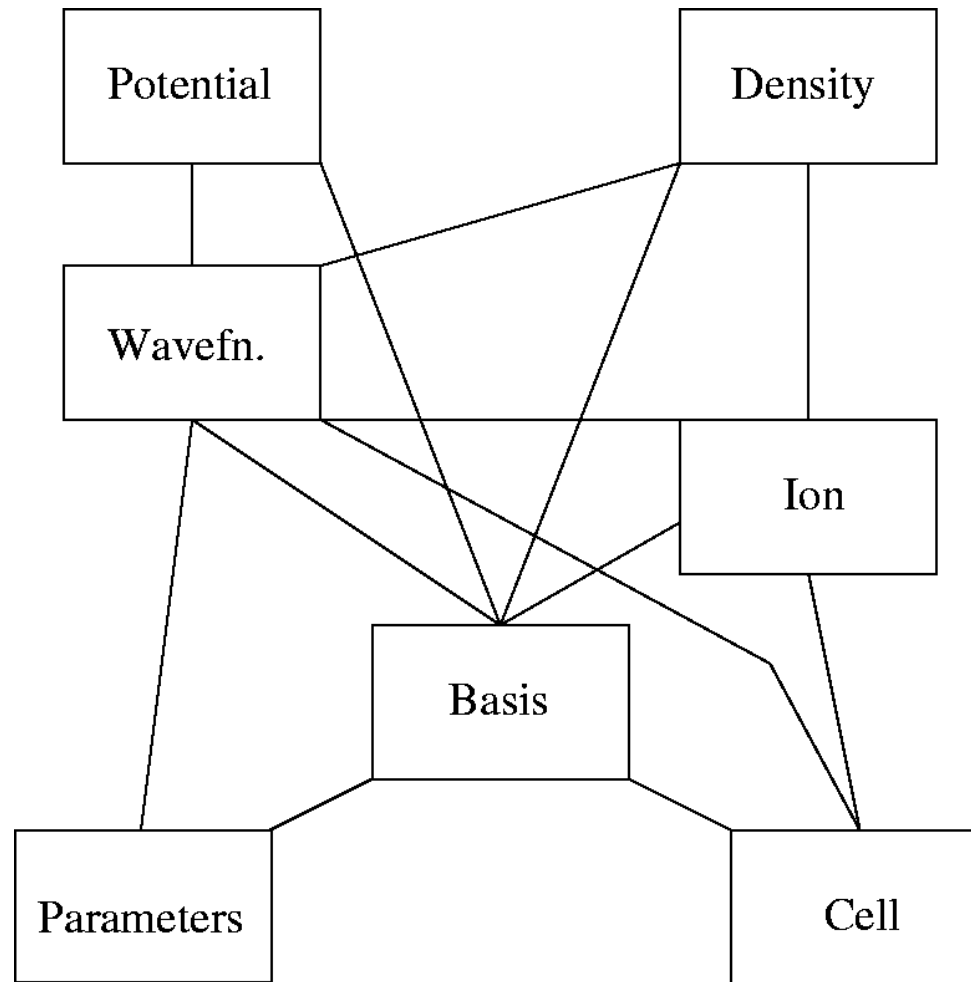 Potential
Density
Wavefn.
Ion
Basis
Parameters
Cell